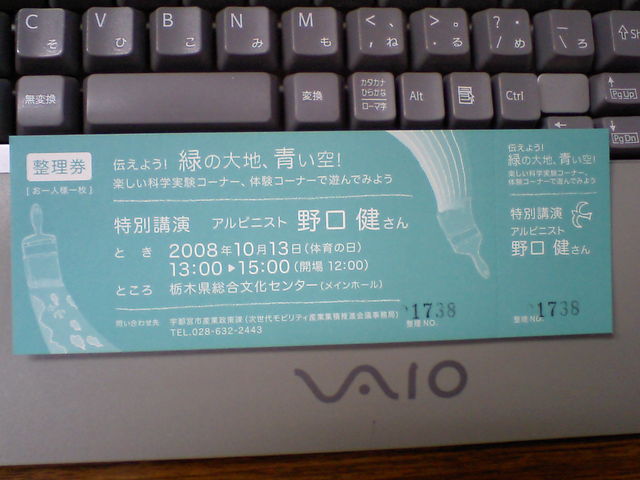 C そ
V ひ
B こ
N み
M も
< 、 , ね
> 。 . る
? ・ / め
_ \ ろ
⇧ Sh
無変換
変換
カタカナ
ひらがな
ローマ字
Alt
Ctrl
PgUp
PgDn
整理券
[お一人様一枚]
伝えよう! 緑の大地、青い空!
楽しい科学実験コーナー、体験コーナーで遊んでみよう
特別講演 アルピニスト 野口 健さん
とき 2008年10月13日(体育の日)
13:00▶15:00(開場 12:00)
ところ 栃木県総合文化センター(メインホール)
問い合わせ先 宇都宮市産業政策課(次世代モビリティ産業集積推進会議事務局)
TEL.028-632-2443
整理NO. 1738
伝えよう!
緑の大地、青い空!
楽しい科学実験コーナー、
体験コーナーで遊んでみよう
特別講演
アルピニスト
野口 健さん
整理NO. 1738
VAIO